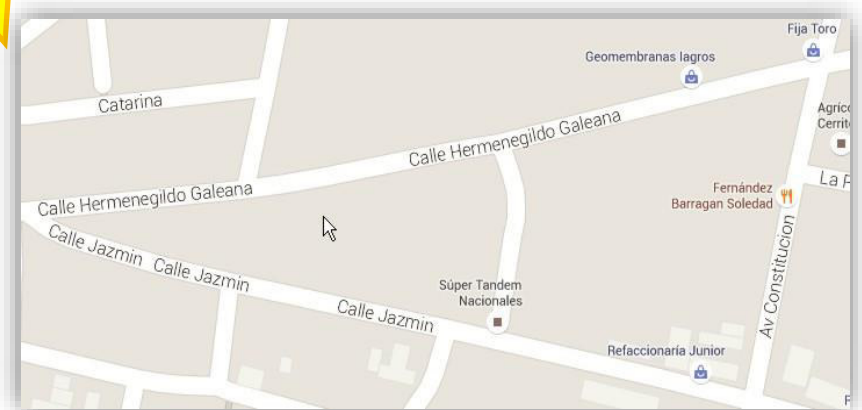 Fija Toro
Geomembranas lagros
Catarina
Calle Hermenegildo Galeana
Calle Hermenegildo Galeana
Fernández
Barragan Soledad
Calle Jazmin
Calle Jazmin
Av Constitucion
Súper Tandem
Nacionales
Calle Jazmin
Refaccionaría Junior